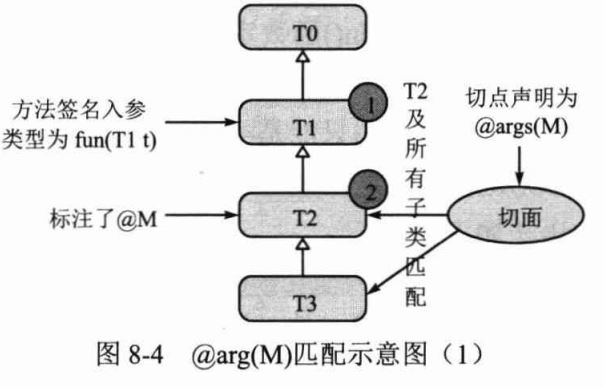 T0
方法签名入参
类型为 fun(T1 t)
1
T1
T2及所有子类匹配
切点声明为
@args(M)
标注了@M
2
T2
切面
T3
图 8-4 @arg(M)匹配示意图（1）